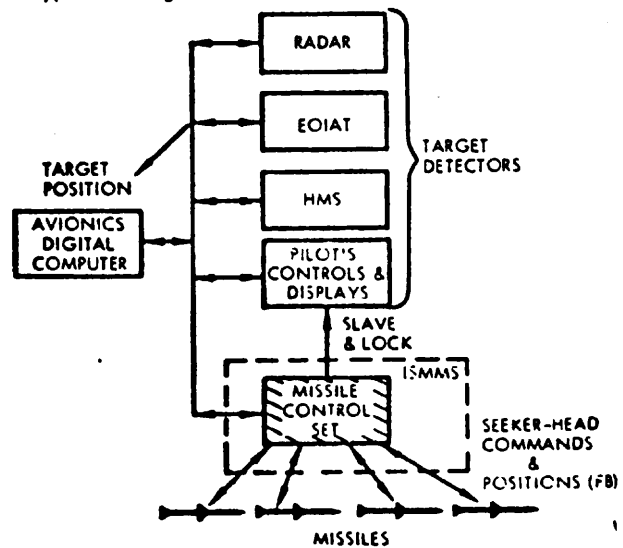 RADAR
EOIAT
TARGET
DETECTORS
TARGET
POSITION
HMS
AVIONICS
DIGITAL
COMPUTER
PILOT'S
CONTROLS &
DISPLAYS
SLAVE
& LOCK
ISMMS
MISSILE
CONTROL
SET
SEEKER-HEAD
COMMANDS
&
POSITIONS (FB)
MISSILES